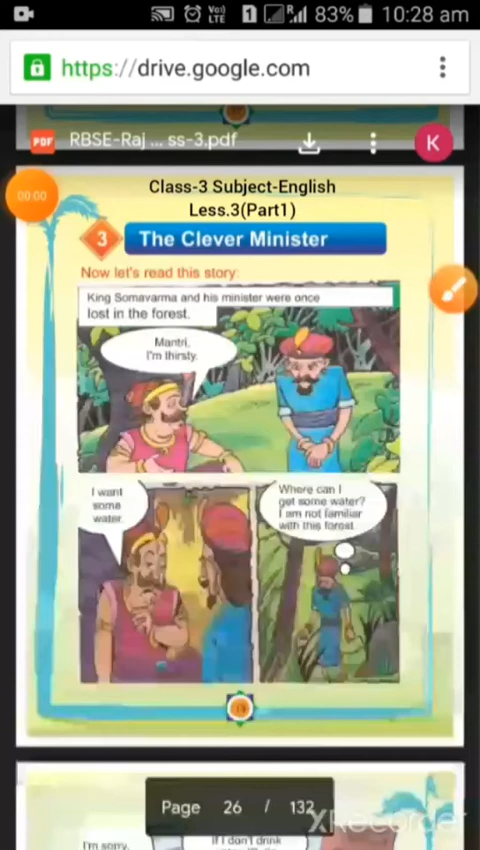 1 R 83% 10:28 am
https://drive.google.com
PDF RBSE-Raj ... ss-3.pdf K
00:00
Class-3 Subject-English
Less.3(Part1)
3 The Clever Minister
Now let's read this story:
King Somavarma and his minister were once
lost in the forest.
Mantri,
I'm thirsty.
I want
some
water.
Where can I
get some water?
I am not familiar
with this forest.
Page 26 / 132
XRecorder
I'm sorry,
If I don't drink